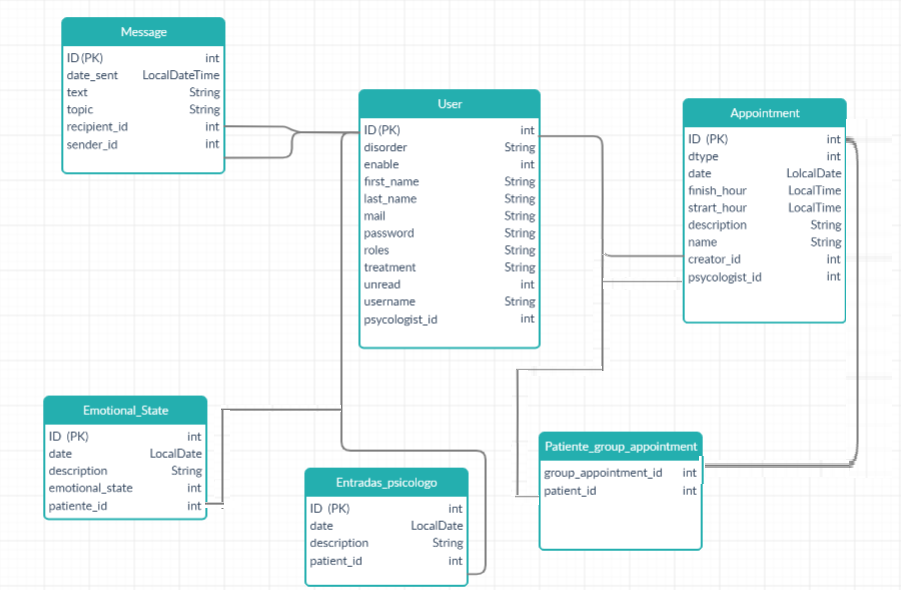 Message
ID (PK) int
date_sent LocalDateTime
text String
topic String
recipient_id int
sender_id int
User
ID (PK) int
disorder String
enable int
first_name String
last_name String
mail String
password String
roles String
treatment String
unread int
username String
psycologist_id int
Appointment
ID (PK) int
dtype int
date LolcalDate
finish_hour LocalTime
strart_hour LocalTime
description String
name String
creator_id int
psycologist_id int
Emotional_State
ID (PK) int
date LocalDate
description String
emotional_state int
patiente_id int
Entradas_psicologo
ID (PK) int
date LocalDate
description String
patient_id int
Patiente_group_appointment
group_appointment_id int
patient_id int